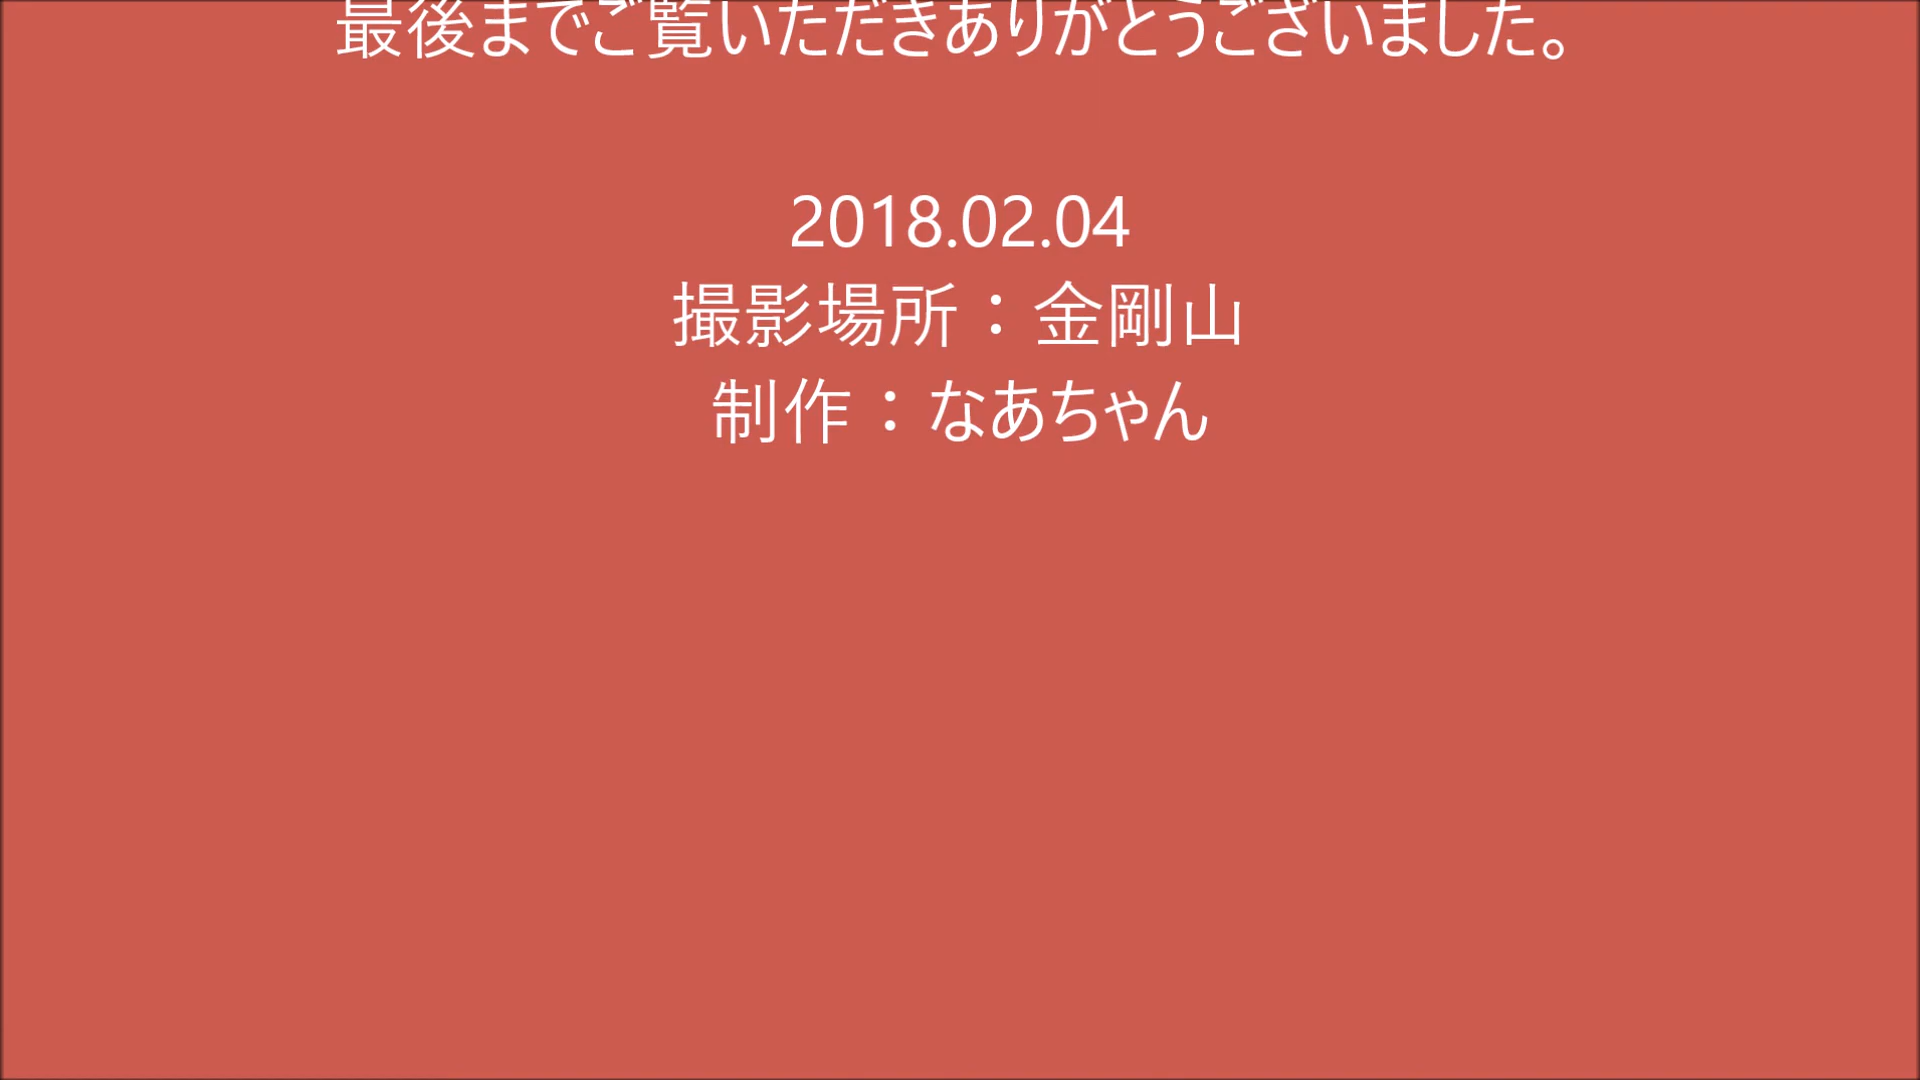 最後までご覧いただきありがとうございました。
2018.02.04
撮影場所：金剛山
制作：なあちゃん